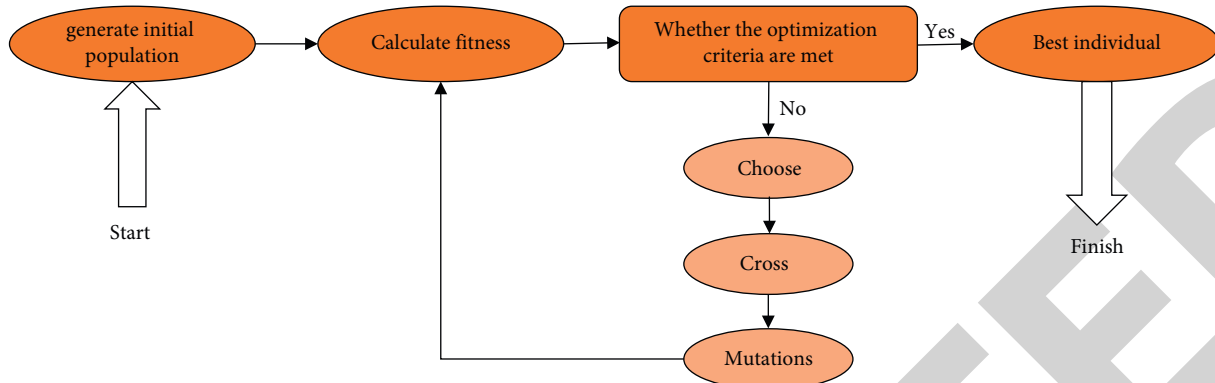 generate initial
population
Calculate fitness
Whether the optimization
criteria are met
Yes
Best individual
No
Choose
Start
Finish
Cross
Mutations